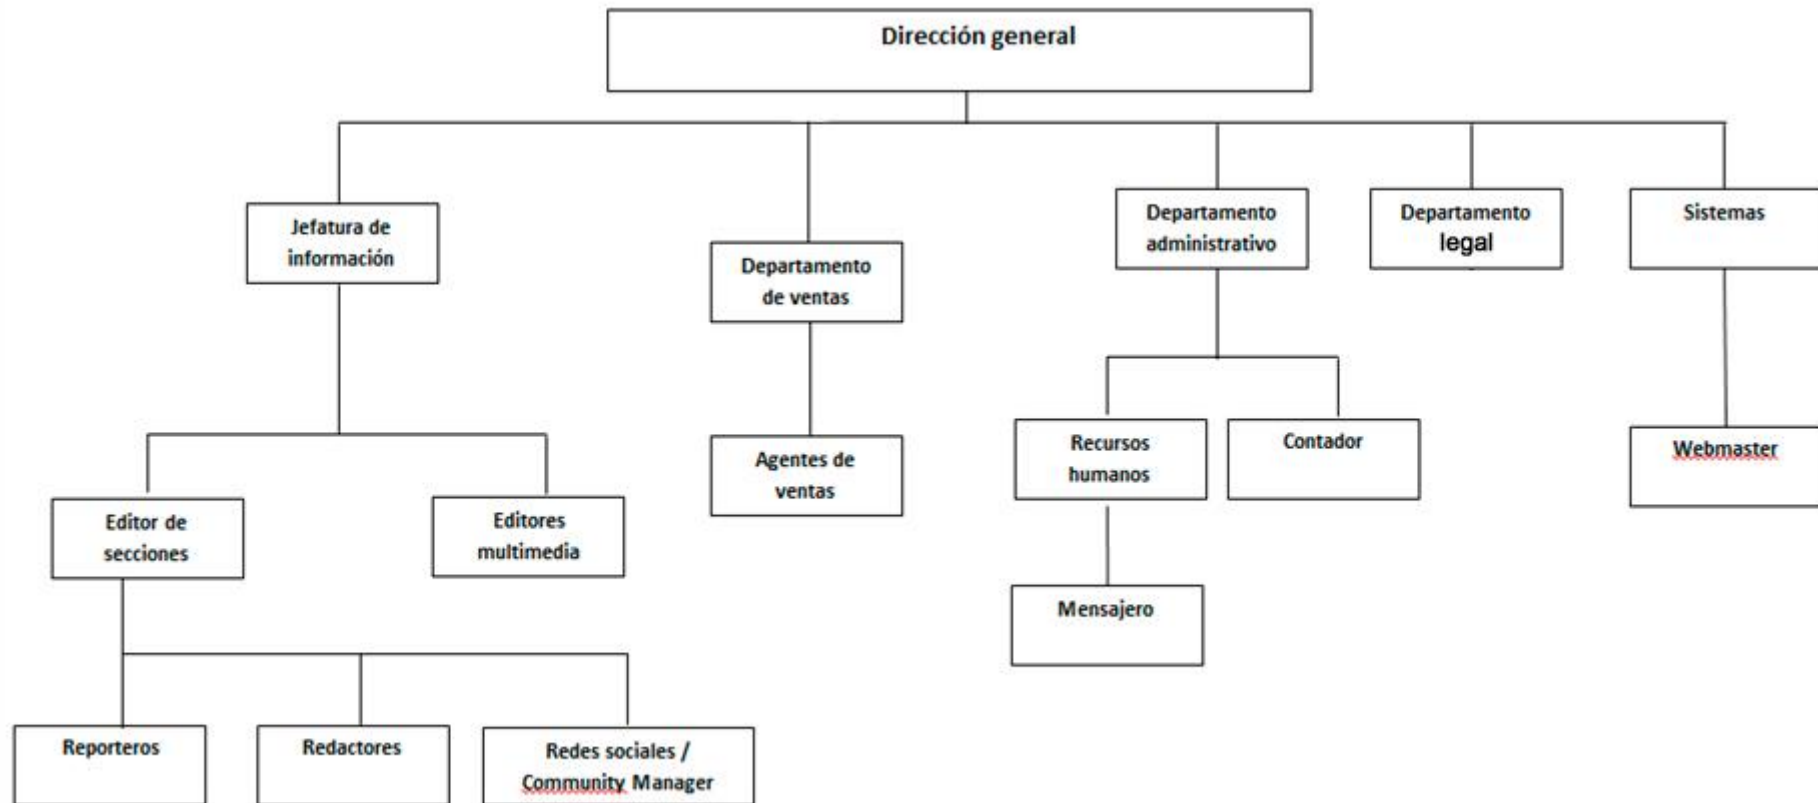 Dirección general
Jefatura de
información
Departamento
de ventas
Departamento
administrativo
Departamento
legal
Sistemas
Agentes de
ventas
Recursos
humanos
Contador
Webmaster
Editor de
secciones
Editores
multimedia
Mensajero
Reporteros
Redactores
Redes sociales /
Community Manager